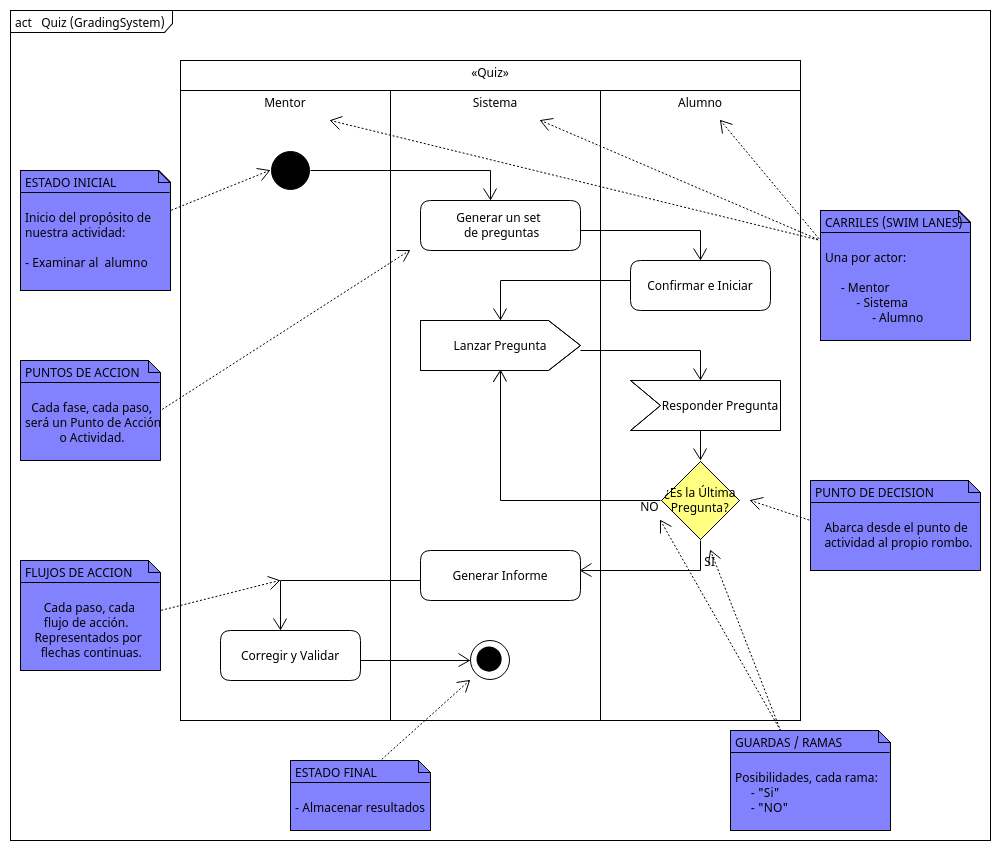 act Quiz (GradingSystem)
«Quiz»
Mentor
Sistema
Alumno
ESTADO INICIAL
Inicio del propósito de
nuestra actividad:
- Examinar al alumno
Generar un set
de preguntas
CARRILES (SWIM LANES)
Una por actor:
- Mentor
- Sistema
- Alumno
Confirmar e Iniciar
Lanzar Pregunta
PUNTOS DE ACCION
Cada fase, cada paso,
será un Punto de Acción
o Actividad.
Responder Pregunta
¿Es la Última
Pregunta?
NO
SI
PUNTO DE DECISION
Abarca desde el punto de
actividad al propio rombo.
FLUJOS DE ACCION
Cada paso, cada
flujo de acción.
Representados por
flechas continuas.
Generar Informe
Corregir y Validar
ESTADO FINAL
- Almacenar resultados
GUARDAS / RAMAS
Posibilidades, cada rama:
- "Si"
- "NO"